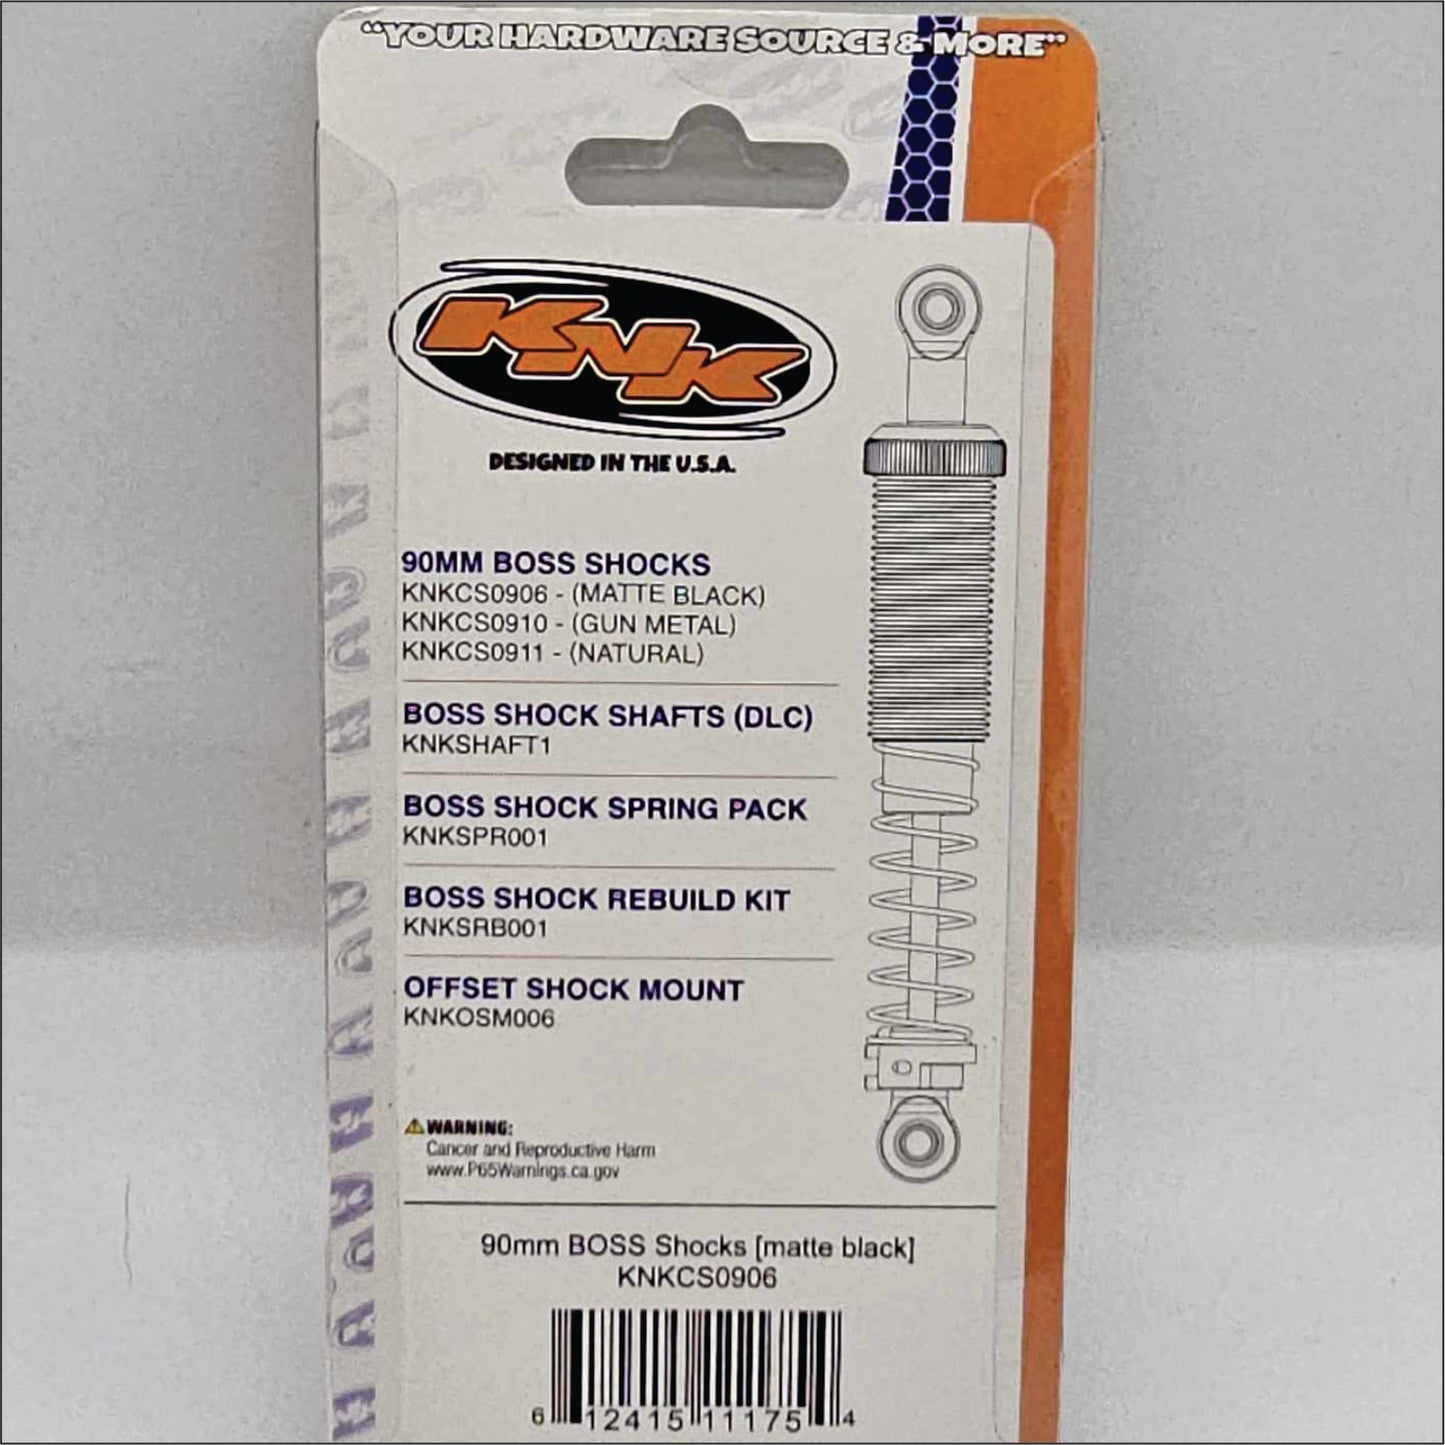 “YOUR HARDWARE SOURCE & MORE”
KNK
DESIGNED IN THE U.S.A.
90MM BOSS SHOCKS
KNKCS0906 - (MATTE BLACK)
KNKCS0910 - (GUN METAL)
KNKCS0911 - (NATURAL)
BOSS SHOCK SHAFTS (DLC)
KNKSHAFT1
BOSS SHOCK SPRING PACK
KNKSPR001
BOSS SHOCK REBUILD KIT
KNKSRB001
OFFSET SHOCK MOUNT
KNKOSM006
WARNING:
Cancer and Reproductive Harm
www.P65Warnings.ca.gov
90mm BOSS Shocks [matte black]
KNKCS0906
6 12415 11175 4